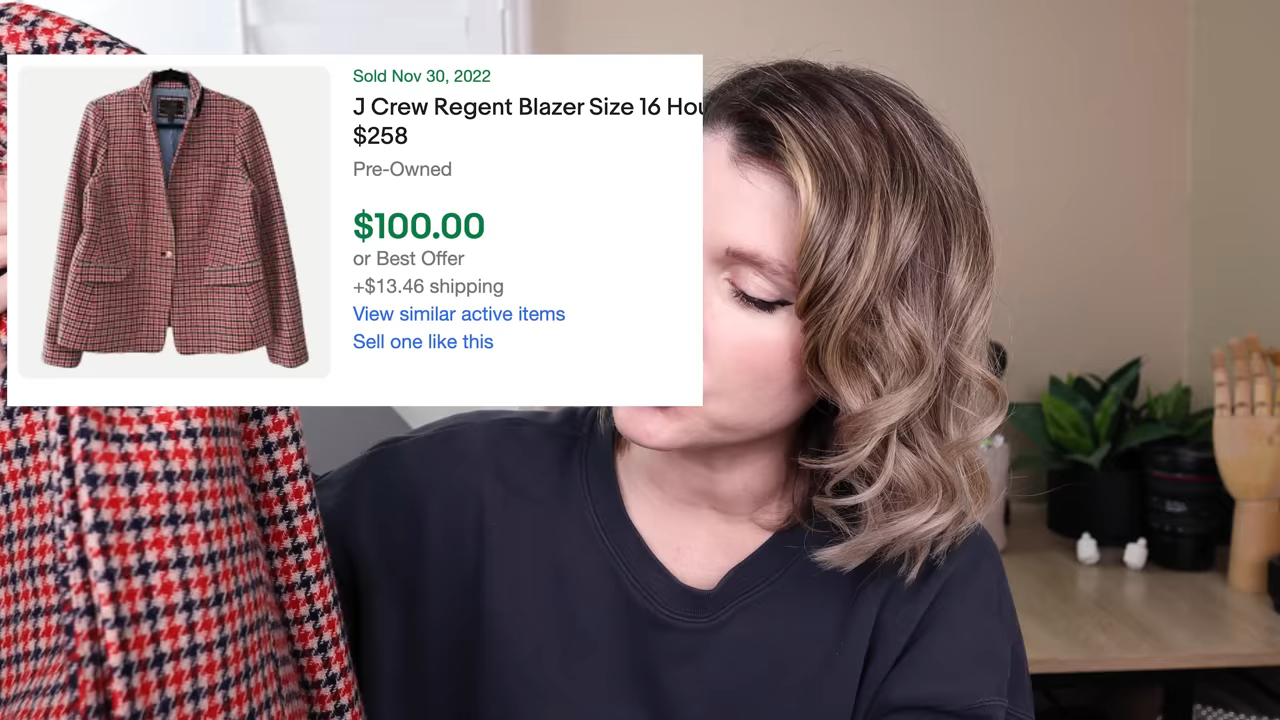 Sold Nov 30, 2022
J Crew Regent Blazer Size 16 Hou
$258
Pre-Owned
$100.00
or Best Offer
+$13.46 shipping
View similar active items
Sell one like this